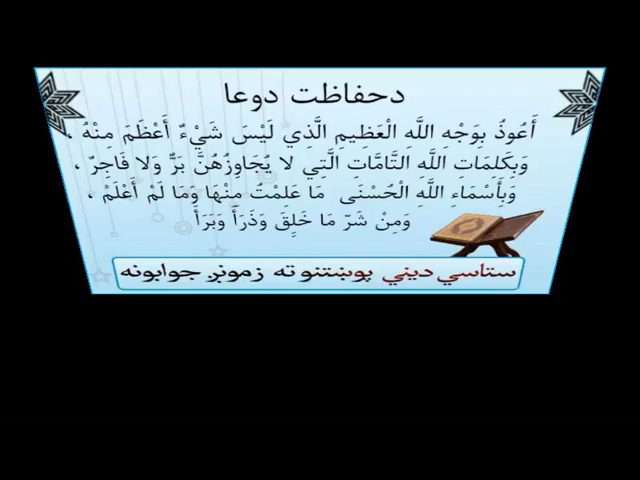 دحفاظت دوعا
أَعُوذُ بِوَجْهِ اللَّهِ الْعَظِيمِ الَّذِي لَيْسَ شَيْءٌ أَعْظَمَ مِنْهُ ،
وَبِكَلِمَاتِ اللَّهِ التَّامَّاتِ الَّتِي لا يُجَاوِزُهُنَّ بَرٌّ وَلا فَاجِرٌ ،
وَبِأَسْمَاءِ اللَّهِ الْحُسْنَى مَا عَلِمْتُ مِنْهَا وَمَا لَمْ أَعْلَمْ ،
وَمِنْ شَرِّ مَا خَلَقَ وَذَرَأَ وَبَرَأَ
ستاسي ديني پوښتنو ته زمونږ جوابونه